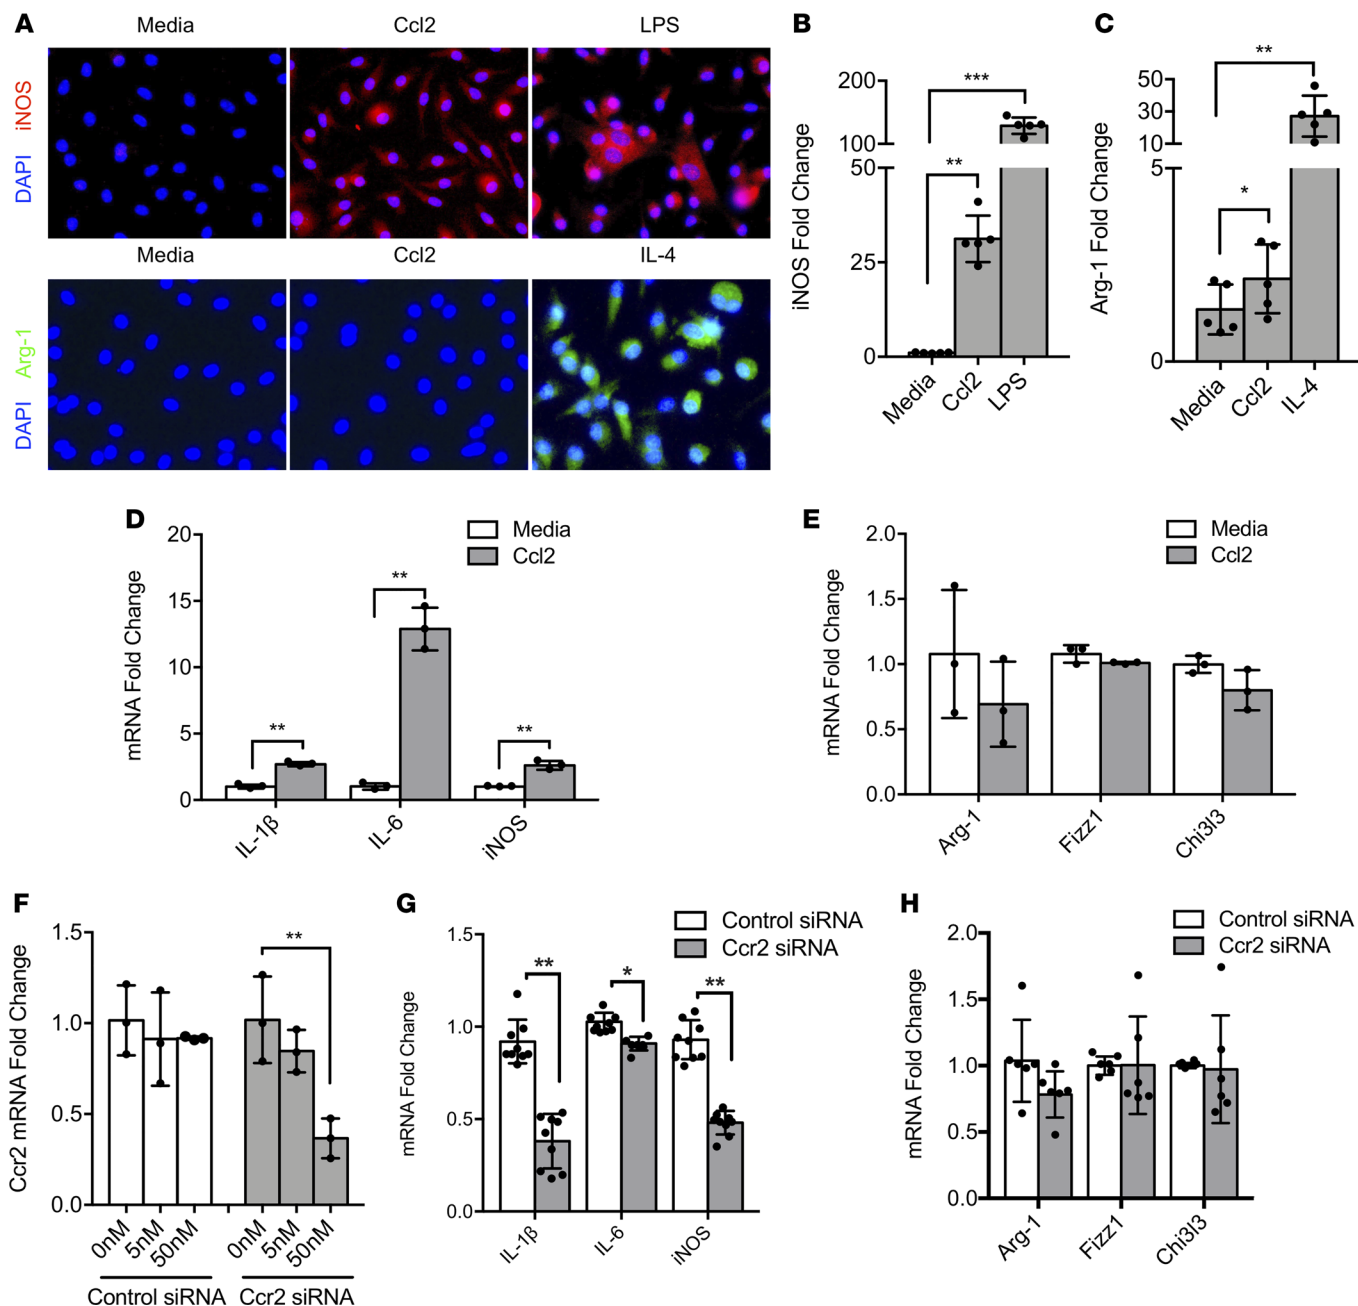 A
Media
Ccl2
LPS
DAPI iNOS
Media
Ccl2
IL-4
DAPI Arg-1
B
iNOS Fold Change
200
100
50
25
0
***
**
Media
Ccl2
LPS
C
Arg-1 Fold Change
50
30
10
5
0
**
*
Media
Ccl2
IL-4
D
mRNA Fold Change
20
15
10
5
0
Media
Ccl2
**
**
**
IL-1β
IL-6
iNOS
E
mRNA Fold Change
2.0
1.5
1.0
0.5
0.0
Media
Ccl2
Arg-1
Fizz1
Chi3l3
F
Ccr2 mRNA Fold Change
1.5
1.0
0.5
0.0
**
0nM
5nM
50nM
0nM
5nM
50nM
Control siRNA
Ccr2 siRNA
G
mRNA Fold Change
1.5
1.0
0.5
0.0
Control siRNA
Ccr2 siRNA
**
*
**
IL-1β
IL-6
iNOS
H
mRNA Fold Change
2.0
1.5
1.0
0.5
0.0
Control siRNA
Ccr2 siRNA
Arg-1
Fizz1
Chi3l3